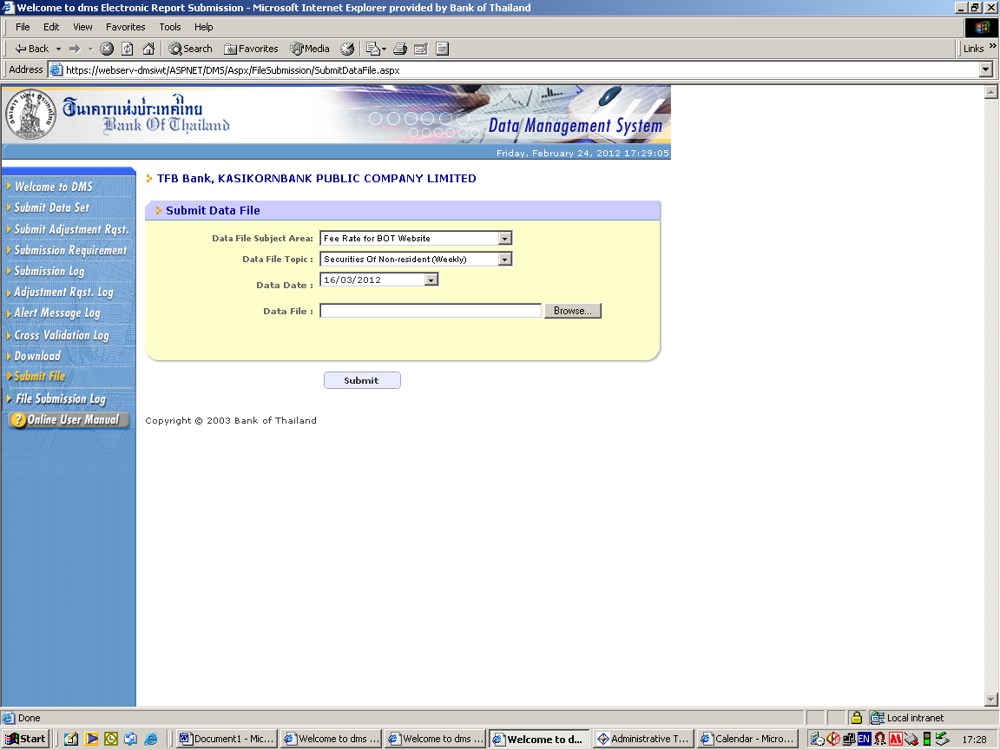 Welcome to dms Electronic Report Submission - Microsoft Internet Explorer provided by Bank of Thailand
File Edit View Favorites Tools Help
Back Search Favorites Media Links »
Address https://webserv-dmsiwt/ASPNET/DMS/Aspx/FileSubmission/SubmitDataFile.aspx
ธนาคารแห่งประเทศไทย
Bank Of Thailand
Data Management System
Friday, February 24, 2012 17:29:05
Welcome to DMS
Submit Data Set
Submit Adjustment Rqst.
Submission Requirement
Submission Log
Adjustment Rqst. Log
Alert Message Log
Cross Validation Log
Download
Submit File
File Submission Log
? Online User Manual
TFB Bank, KASIKORNBANK PUBLIC COMPANY LIMITED
Submit Data File
Data File Subject Area: Fee Rate for BOT Website
Data File Topic : Securities Of Non-resident (Weekly)
Data Date : 16/03/2012
Data File : Browse...
Submit
Copyright © 2003 Bank of Thailand
Done Local intranet
Start Document1 - Mic... Welcome to dms ... Welcome to dms ... Welcome to d... Administrative T... Calendar - Micro... EN 17:28